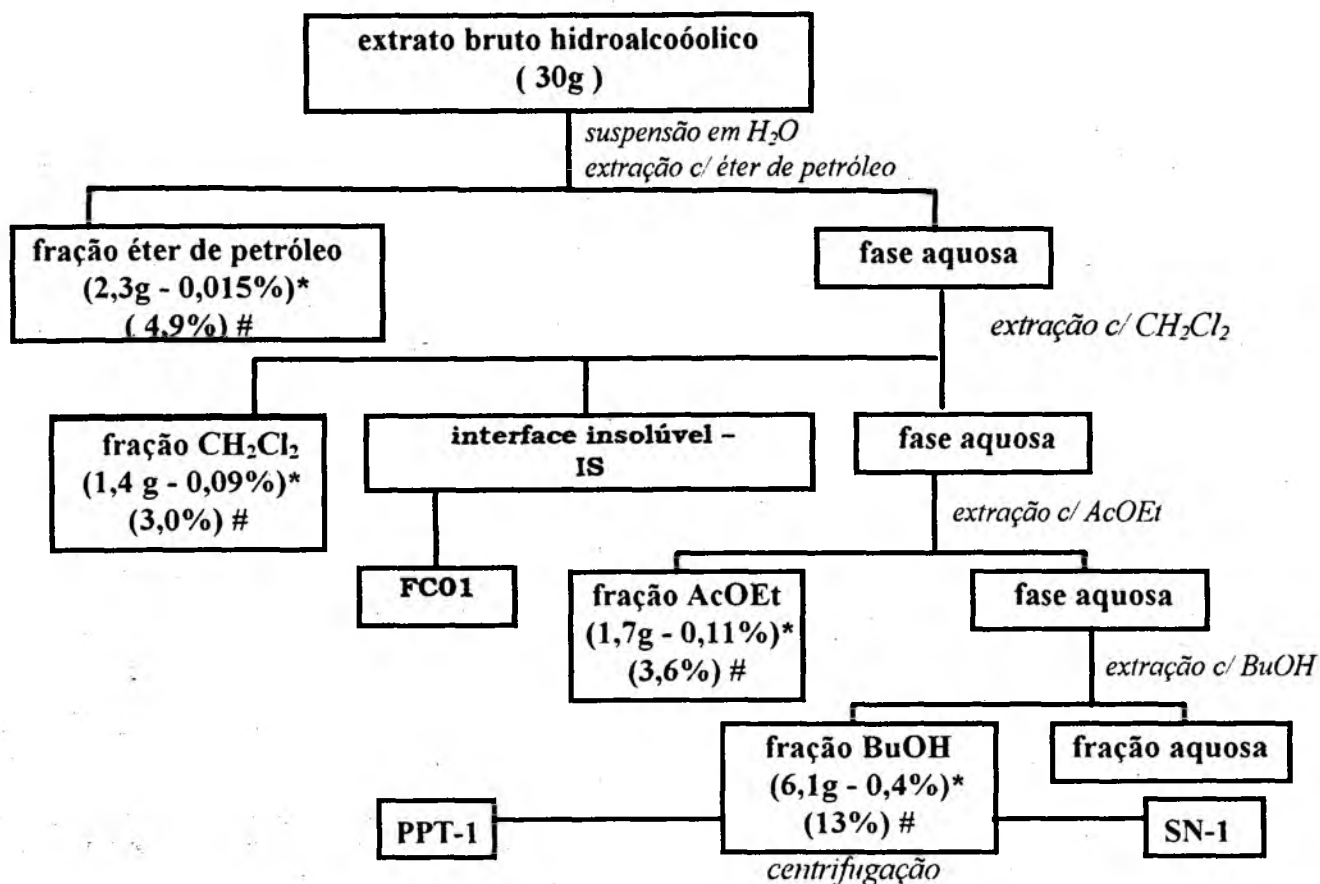 extrato bruto hidroalcoóolico
( 30g )
suspensão em H₂O
extração c/ éter de petróleo
fração éter de petróleo
(2,3g - 0,015%)*
( 4,9%) #
fase aquosa
extração c/ CH₂Cl₂
fração CH₂Cl₂
(1,4 g - 0,09%)*
(3,0%) #
interface insolúvel –
IS
fase aquosa
extração c/ AcOEt
FC01
fração AcOEt
(1,7g - 0,11%)*
(3,6%) #
fase aquosa
extração c/ BuOH
fração BuOH
(6,1g - 0,4%)*
(13%) #
fração aquosa
PPT-1
SN-1
centrifugação